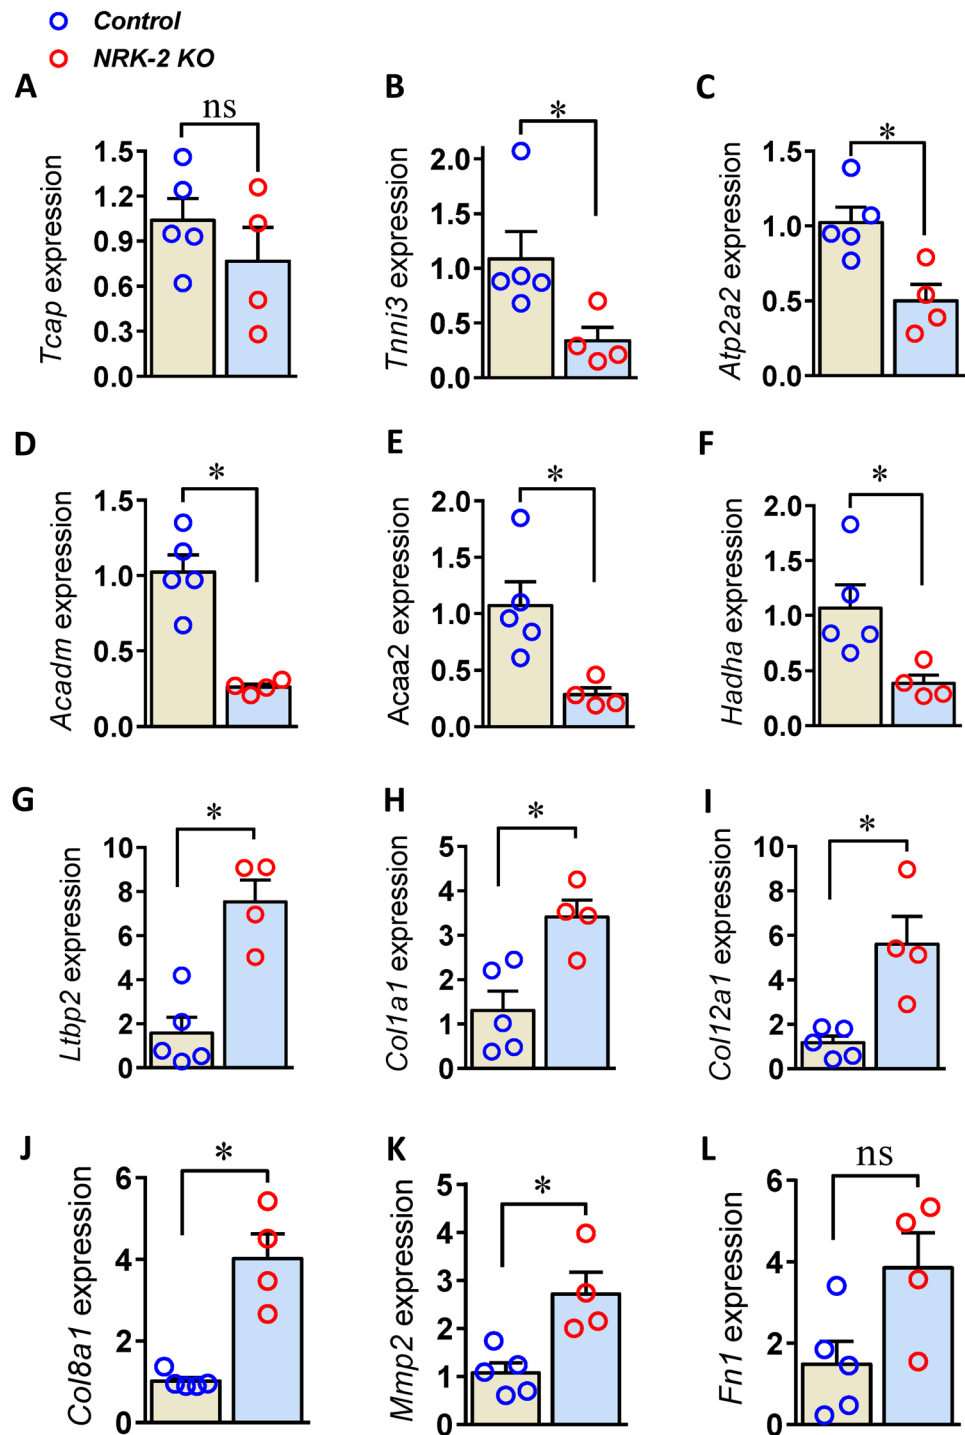 Control
NRK-2 KO
A
ns
Tcap expression
1.5
1.2
0.9
0.6
0.3
0.0
B
*
Tnni3 expression
2.0
1.5
1.0
0.5
0.0
C
*
Atp2a2 expression
1.5
1.0
0.5
0.0
D
*
Acadm expression
1.5
1.0
0.5
0.0
E
*
Acaa2 expression
2.0
1.5
1.0
0.5
0.0
F
*
Hadha expression
2.0
1.5
1.0
0.5
0.0
G
*
Ltbp2 expression
10
8
6
4
2
0
H
*
Col1a1 expression
5
4
3
2
1
0
I
*
Col12a1 expression
10
8
6
4
2
0
J
*
Col8a1 expression
6
4
2
0
K
*
Mmp2 expression
5
4
3
2
1
0
L
ns
Fn1 expression
6
4
2
0